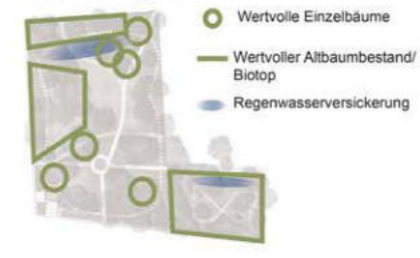 Wertvolle Einzelbäume
Wertvoller Altbaumbestand/
Biotop
Regenwasserversickerung